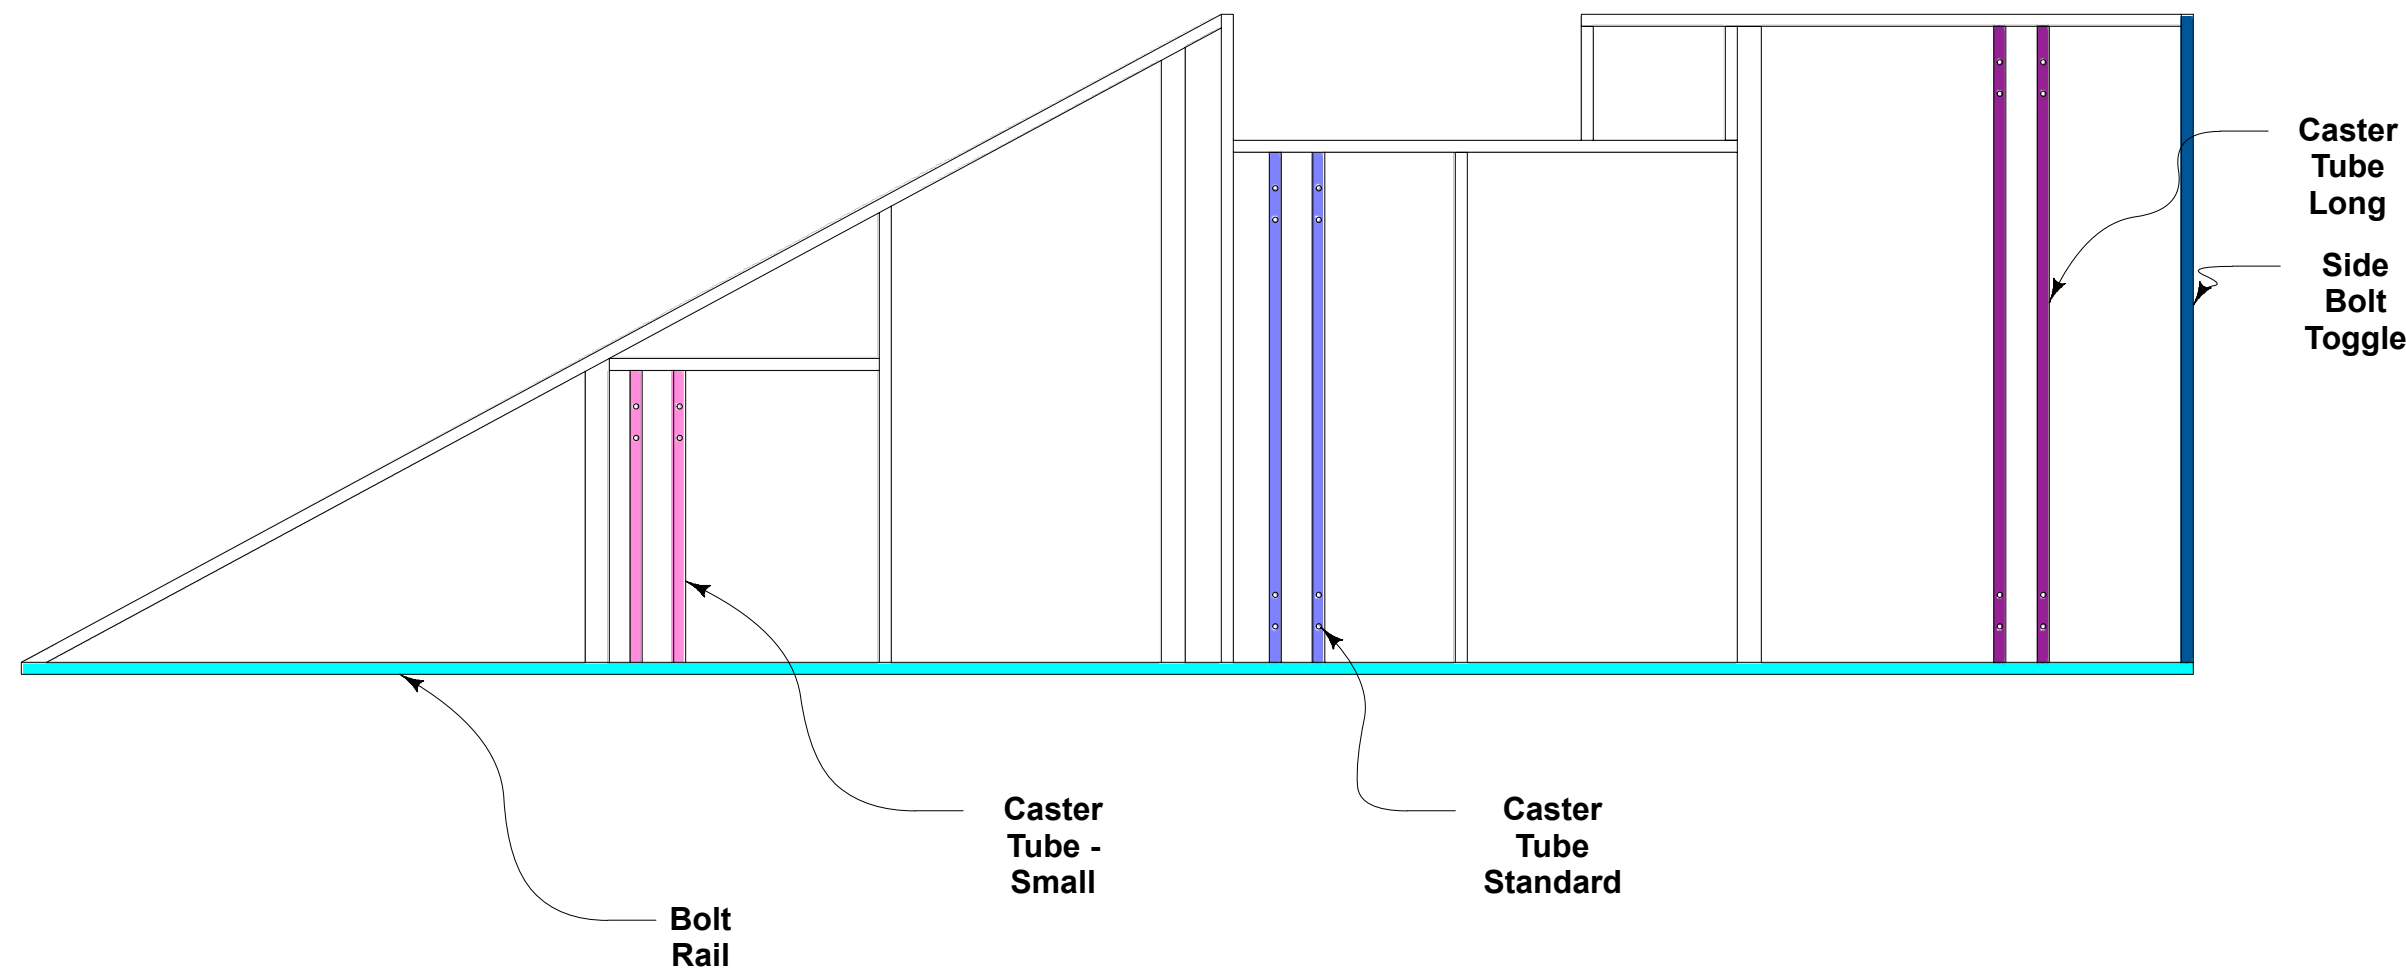 Caster
Tube
Long
Side
Bolt
Toggle
Caster
Tube -
Small
Caster
Tube
Standard
Bolt
Rail